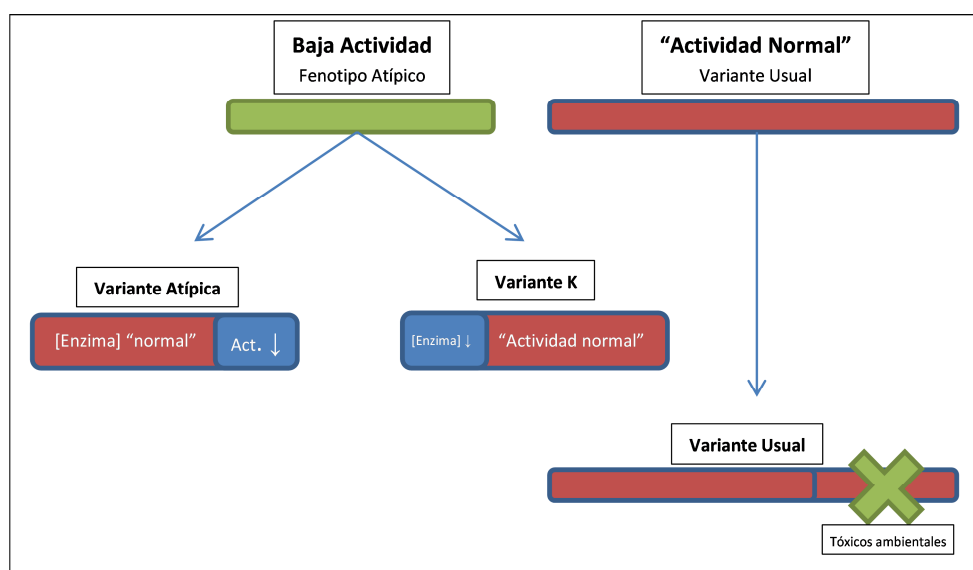 Baja Actividad
Fenotipo Atípico
“Actividad Normal”
Variante Usual
Variante Atípica
[Enzima] “normal”
Act. ↓
Variante K
[Enzima] ↓
“Actividad normal”
Variante Usual
Tóxicos ambientales